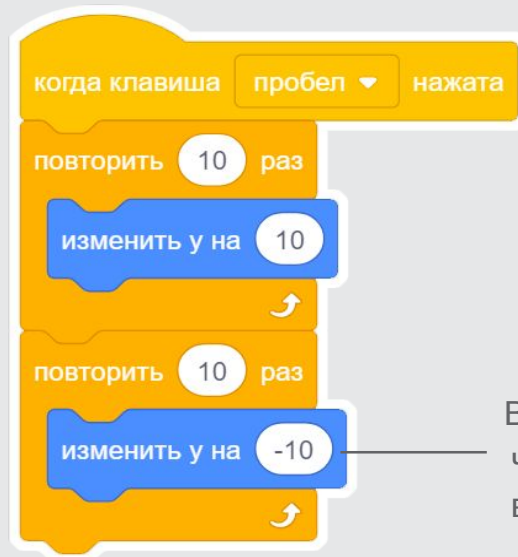 когда клавиша пробел нажата
повторить 10 раз
изменить у на 10
повторить 10 раз
изменить у на -10